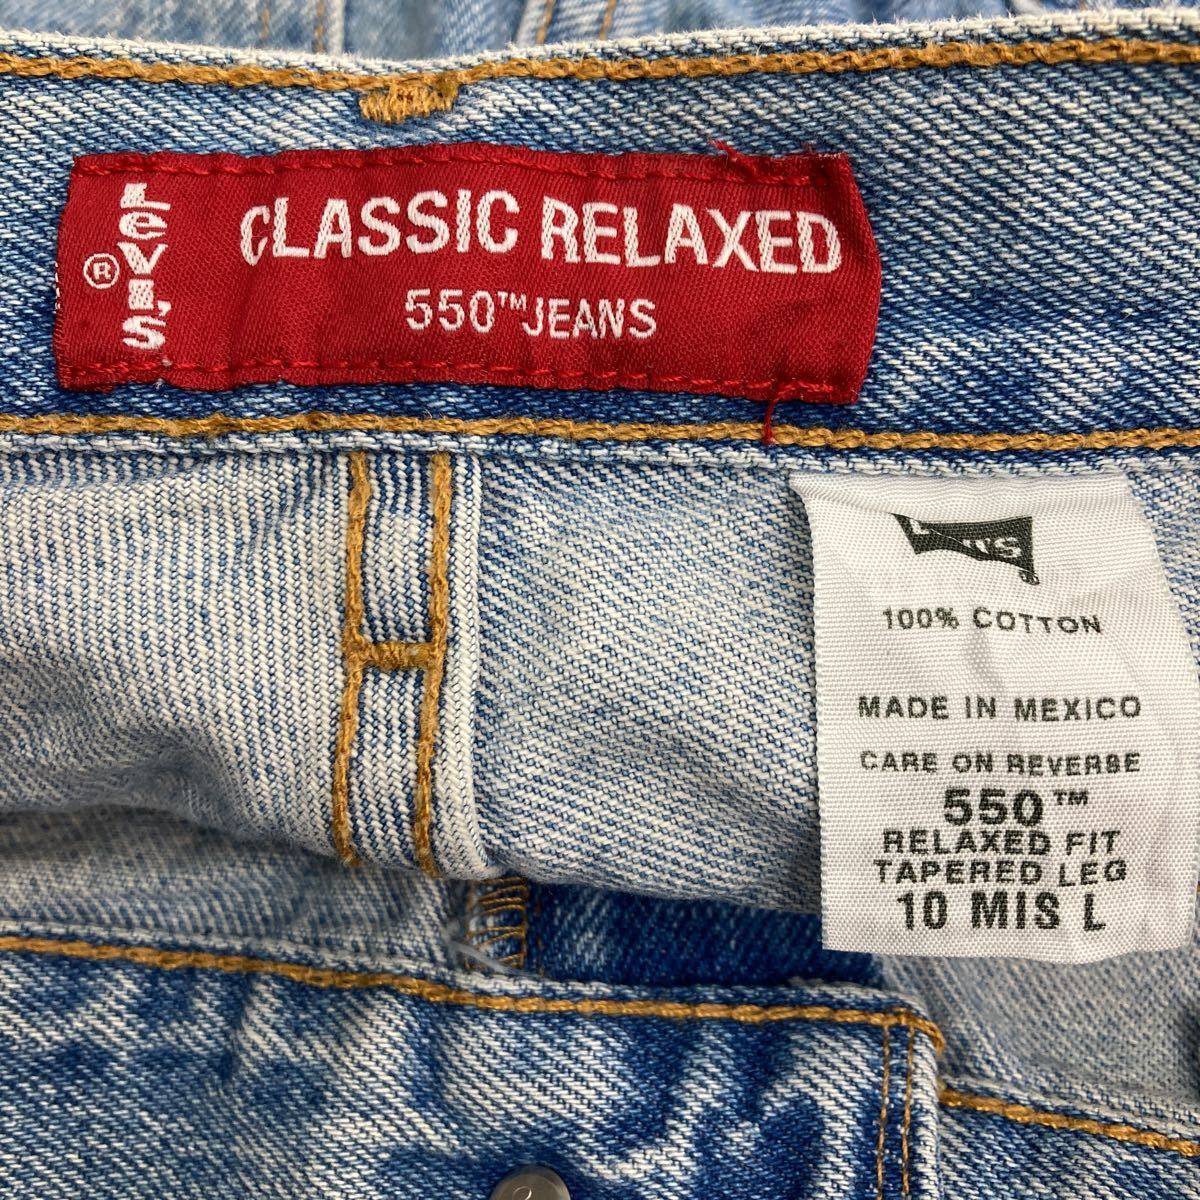 Levi's
®
CLASSIC RELAXED
550™ JEANS
100% COTTON
MADE IN MEXICO
CARE ON REVERSE
550™
RELAXED FIT
TAPERED LEG
10 MIS L